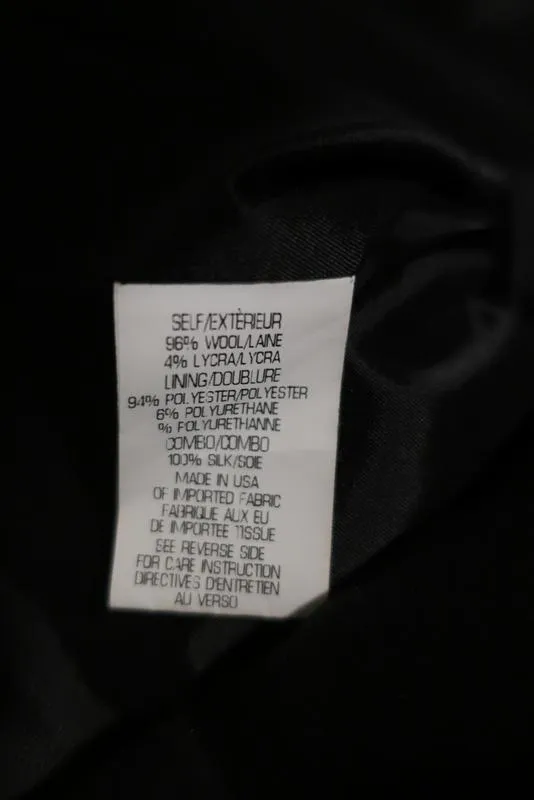 SELF/EXTÈRIEUR
96% WOOL/LAINE
4% LYCRA/LYCRA
LINING/DOUBLURE
94% POLYESTER/POLYESTER
6% POLYURETHANE
% POLYURETHANNE
COMBO/COMBO
100% SILK/SOIE
MADE IN USA
OF IMPORTED FABRIC
FABRIQUE AUX EU
DE IMPORTEE TISSUE
SEE REVERSE SIDE
FOR CARE INSTRUCTION
DIRECTIVES D'ENTRETIEN
AU VERSO